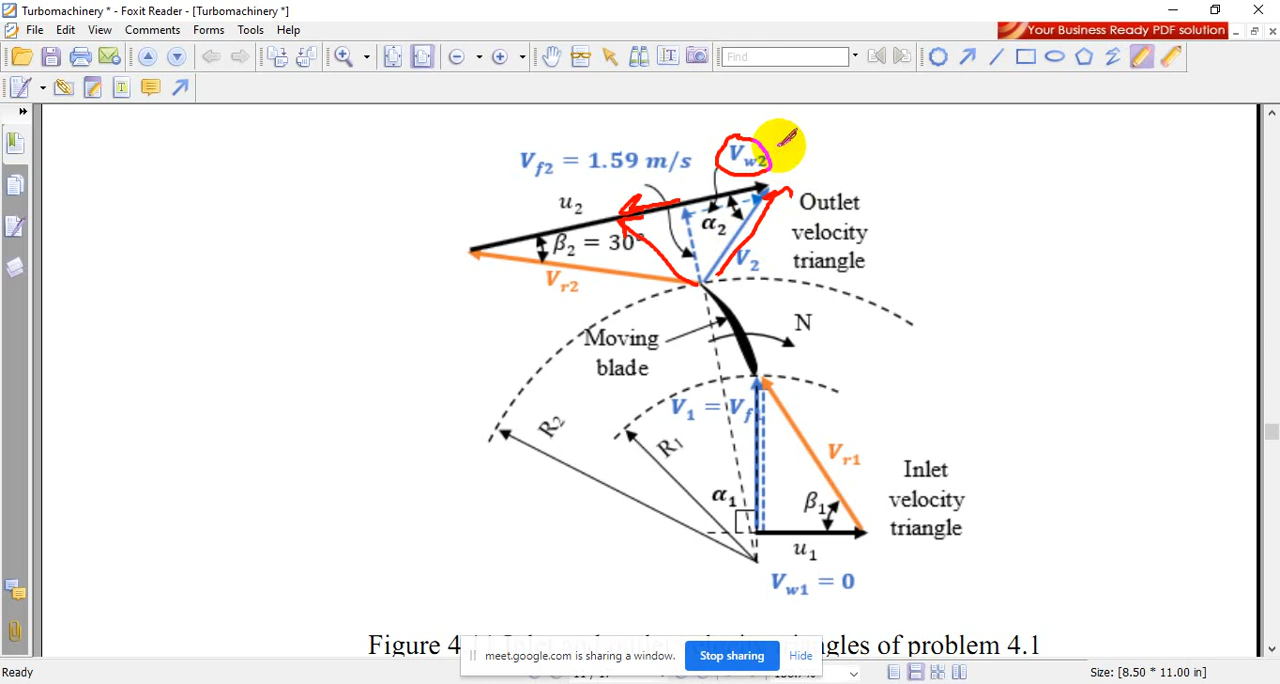 Turbomachinery * - Foxit Reader - [Turbomachinery *]
File Edit View Comments Forms Tools Help
Your Business Ready PDF solution
Find
V_f2 = 1.59 m/s
V_w2
u_2
α_2
Outlet
velocity
triangle
β_2 = 30°
V_2
V_r2
N
Moving
blade
V_1 = V_f
R_2
R_1
V_r1
Inlet
velocity
triangle
α_1
β_1
u_1
V_w1 = 0
Figure 4. of problem 4.1
meet.google.com is sharing a window.
Stop sharing
Hide
Ready
Size: [8.50 * 11.00 in]